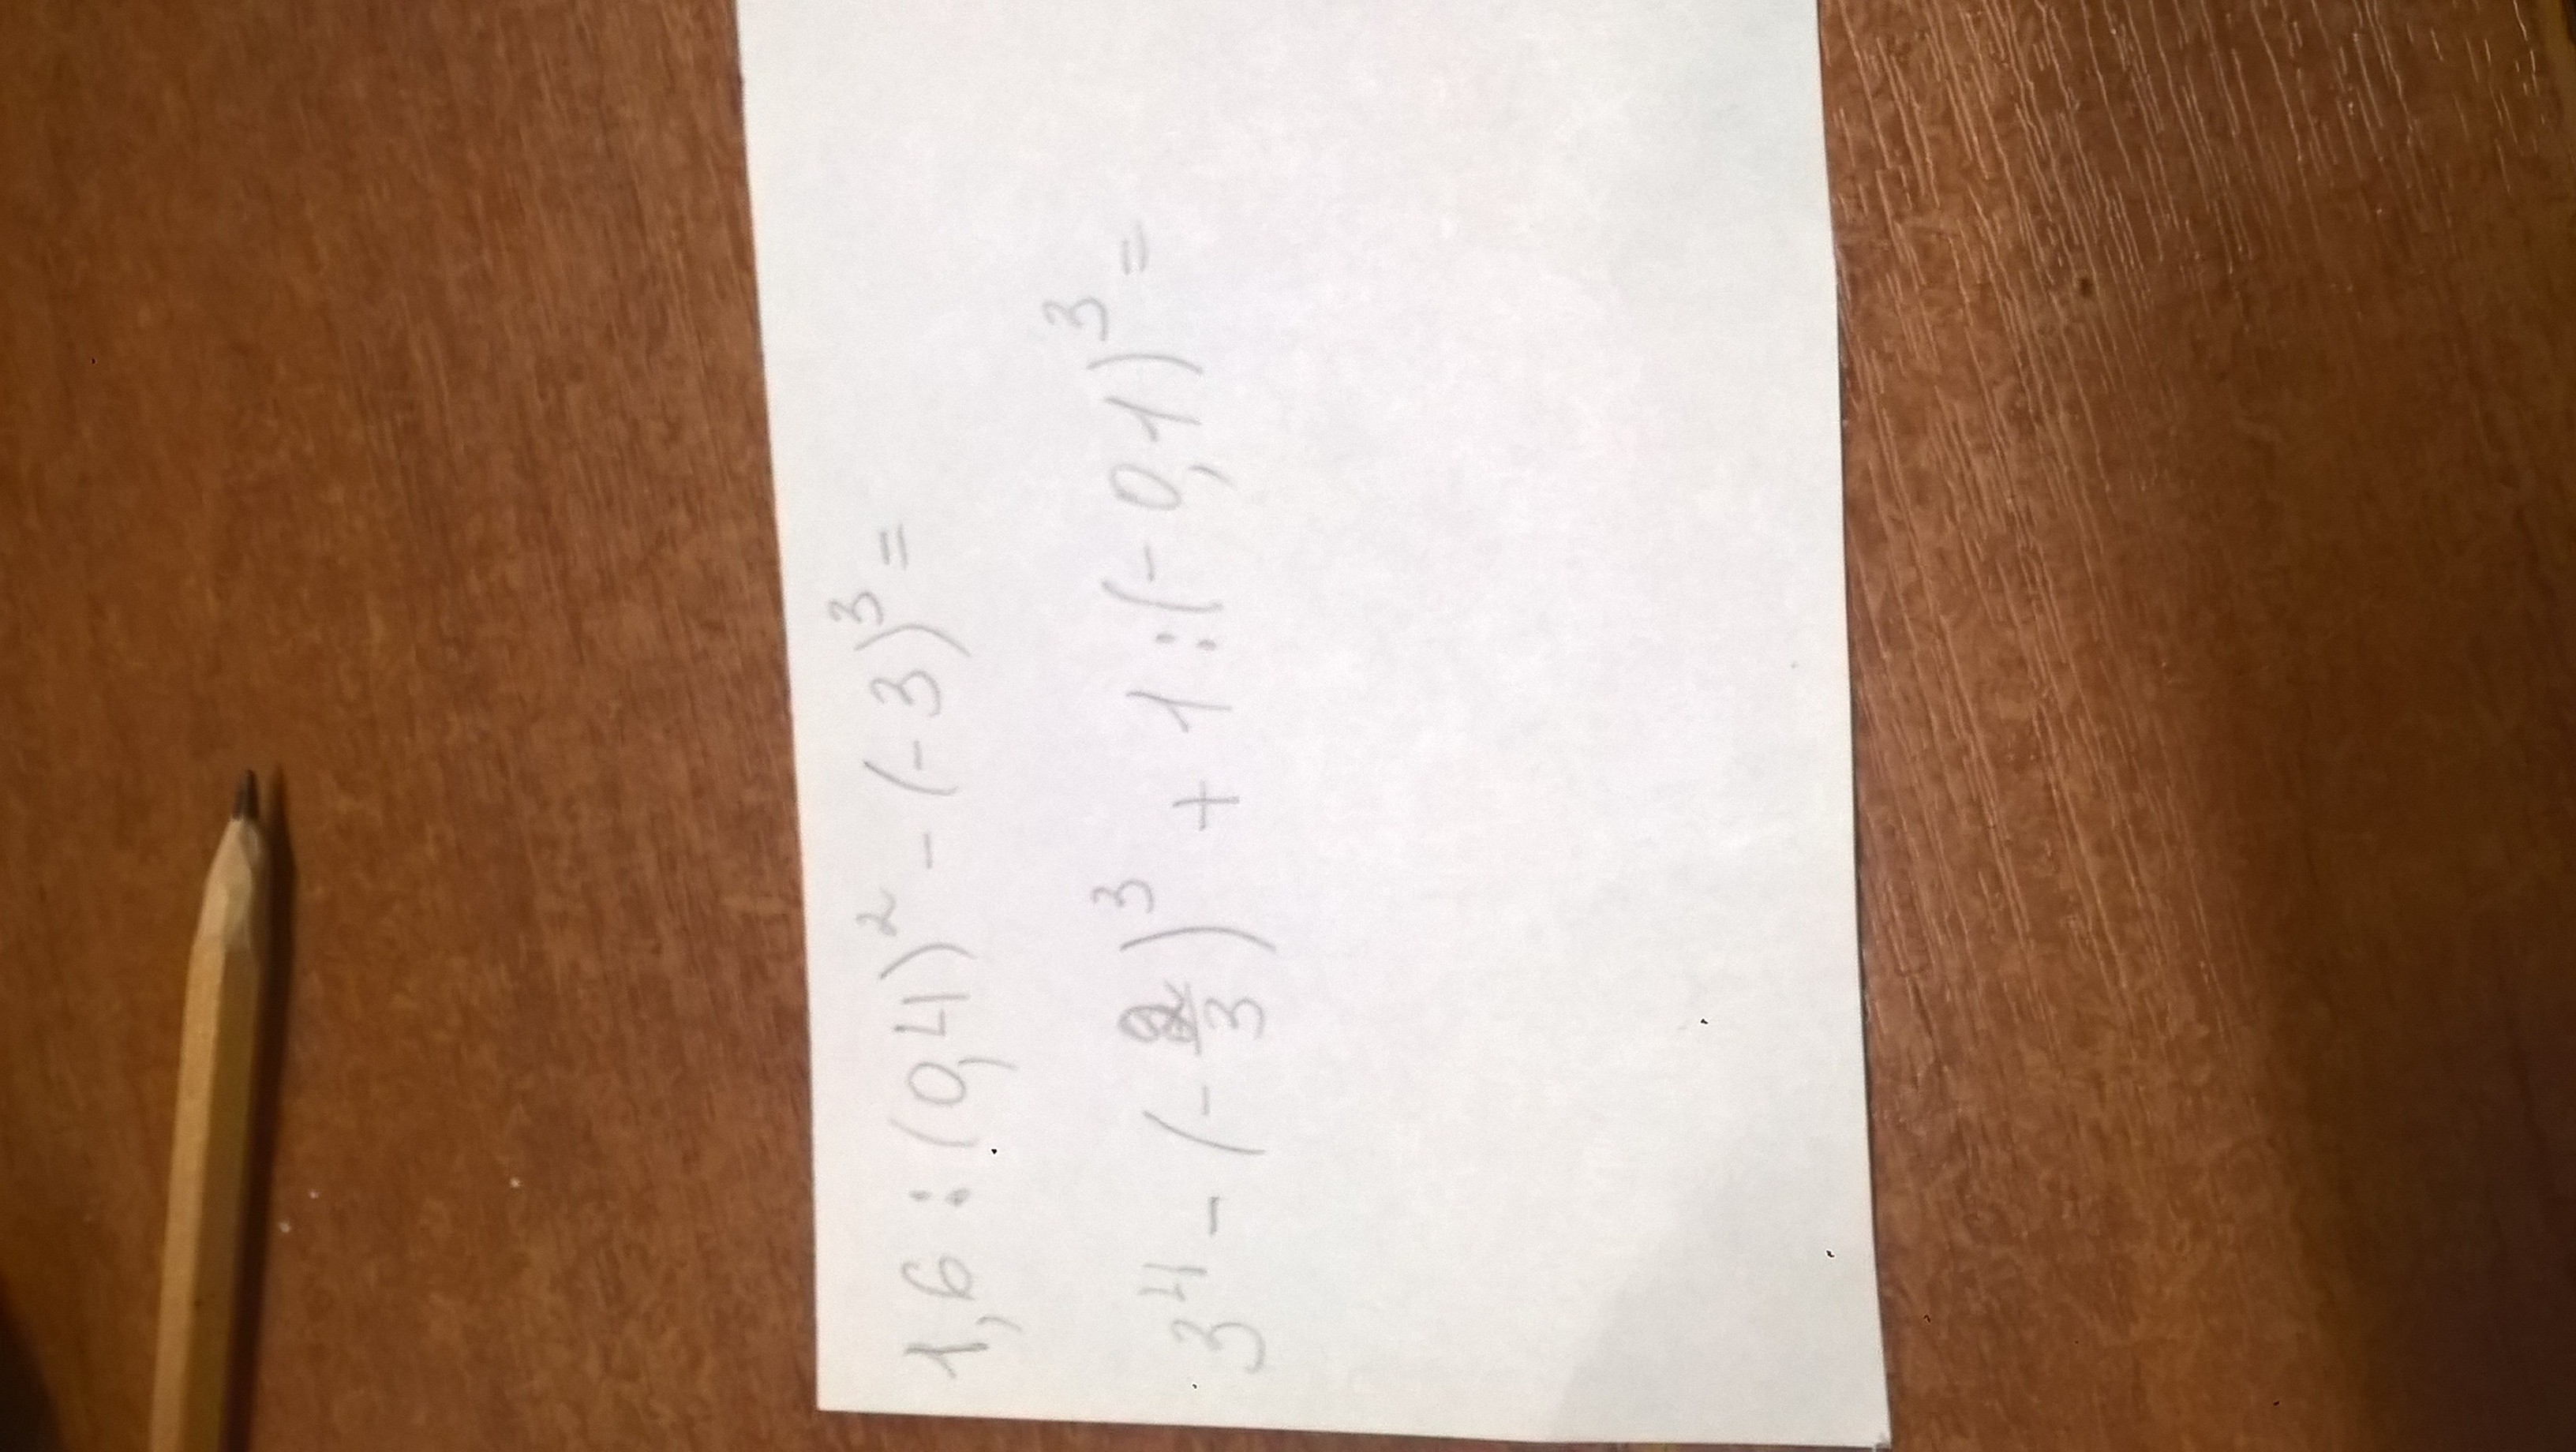 1,6 : (0,4)² - (-3)³ =
3⁴ - (-2/3)³ + 1 : (-0,1)³ =